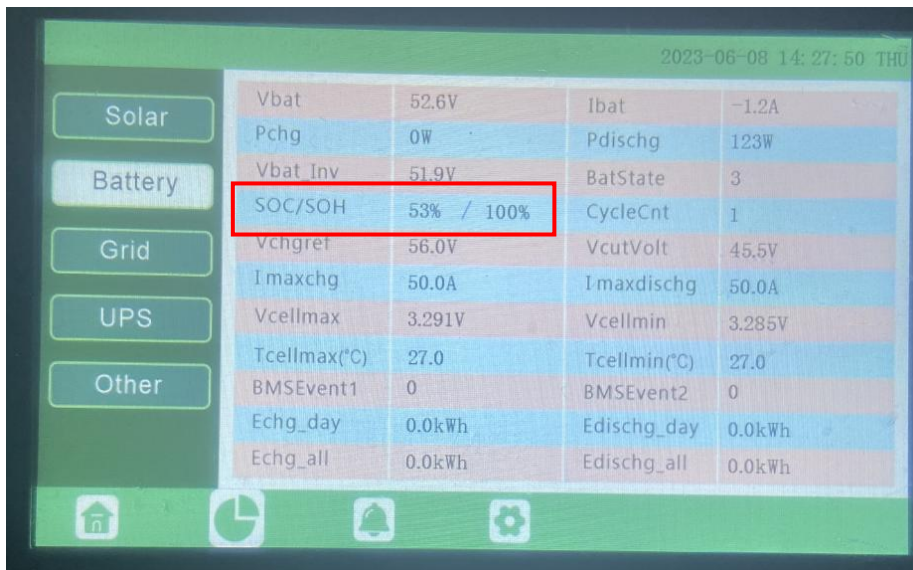 2023-06-08 14:27:50 THU
Solar
Battery
Grid
UPS
Other
Vbat 52.6V Ibat -1.2A
Pchg 0W Pdischg 123W
Vbat_Inv 51.9V BatState 3
SOC/SOH 53% / 100% CycleCnt 1
Vchgref 56.0V VcutVolt 45.5V
Imaxchg 50.0A Imaxdischg 50.0A
Vcellmax 3.291V Vcellmin 3.285V
Tcellmax(°C) 27.0 Tcellmin(°C) 27.0
BMSEvent1 0 BMSEvent2 0
Echg_day 0.0kWh Edischg_day 0.0kWh
Echg_all 0.0kWh Edischg_all 0.0kWh